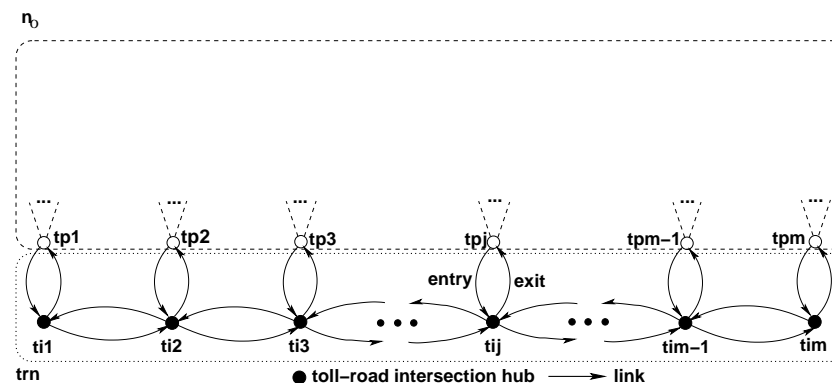 no
... ... ... ... ... ...
tp1 tp2 tp3 tpj tpm−1 tpm
entry exit
ti1 ti2 ti3 tij tim−1 tim
trn
toll−road intersection hub link